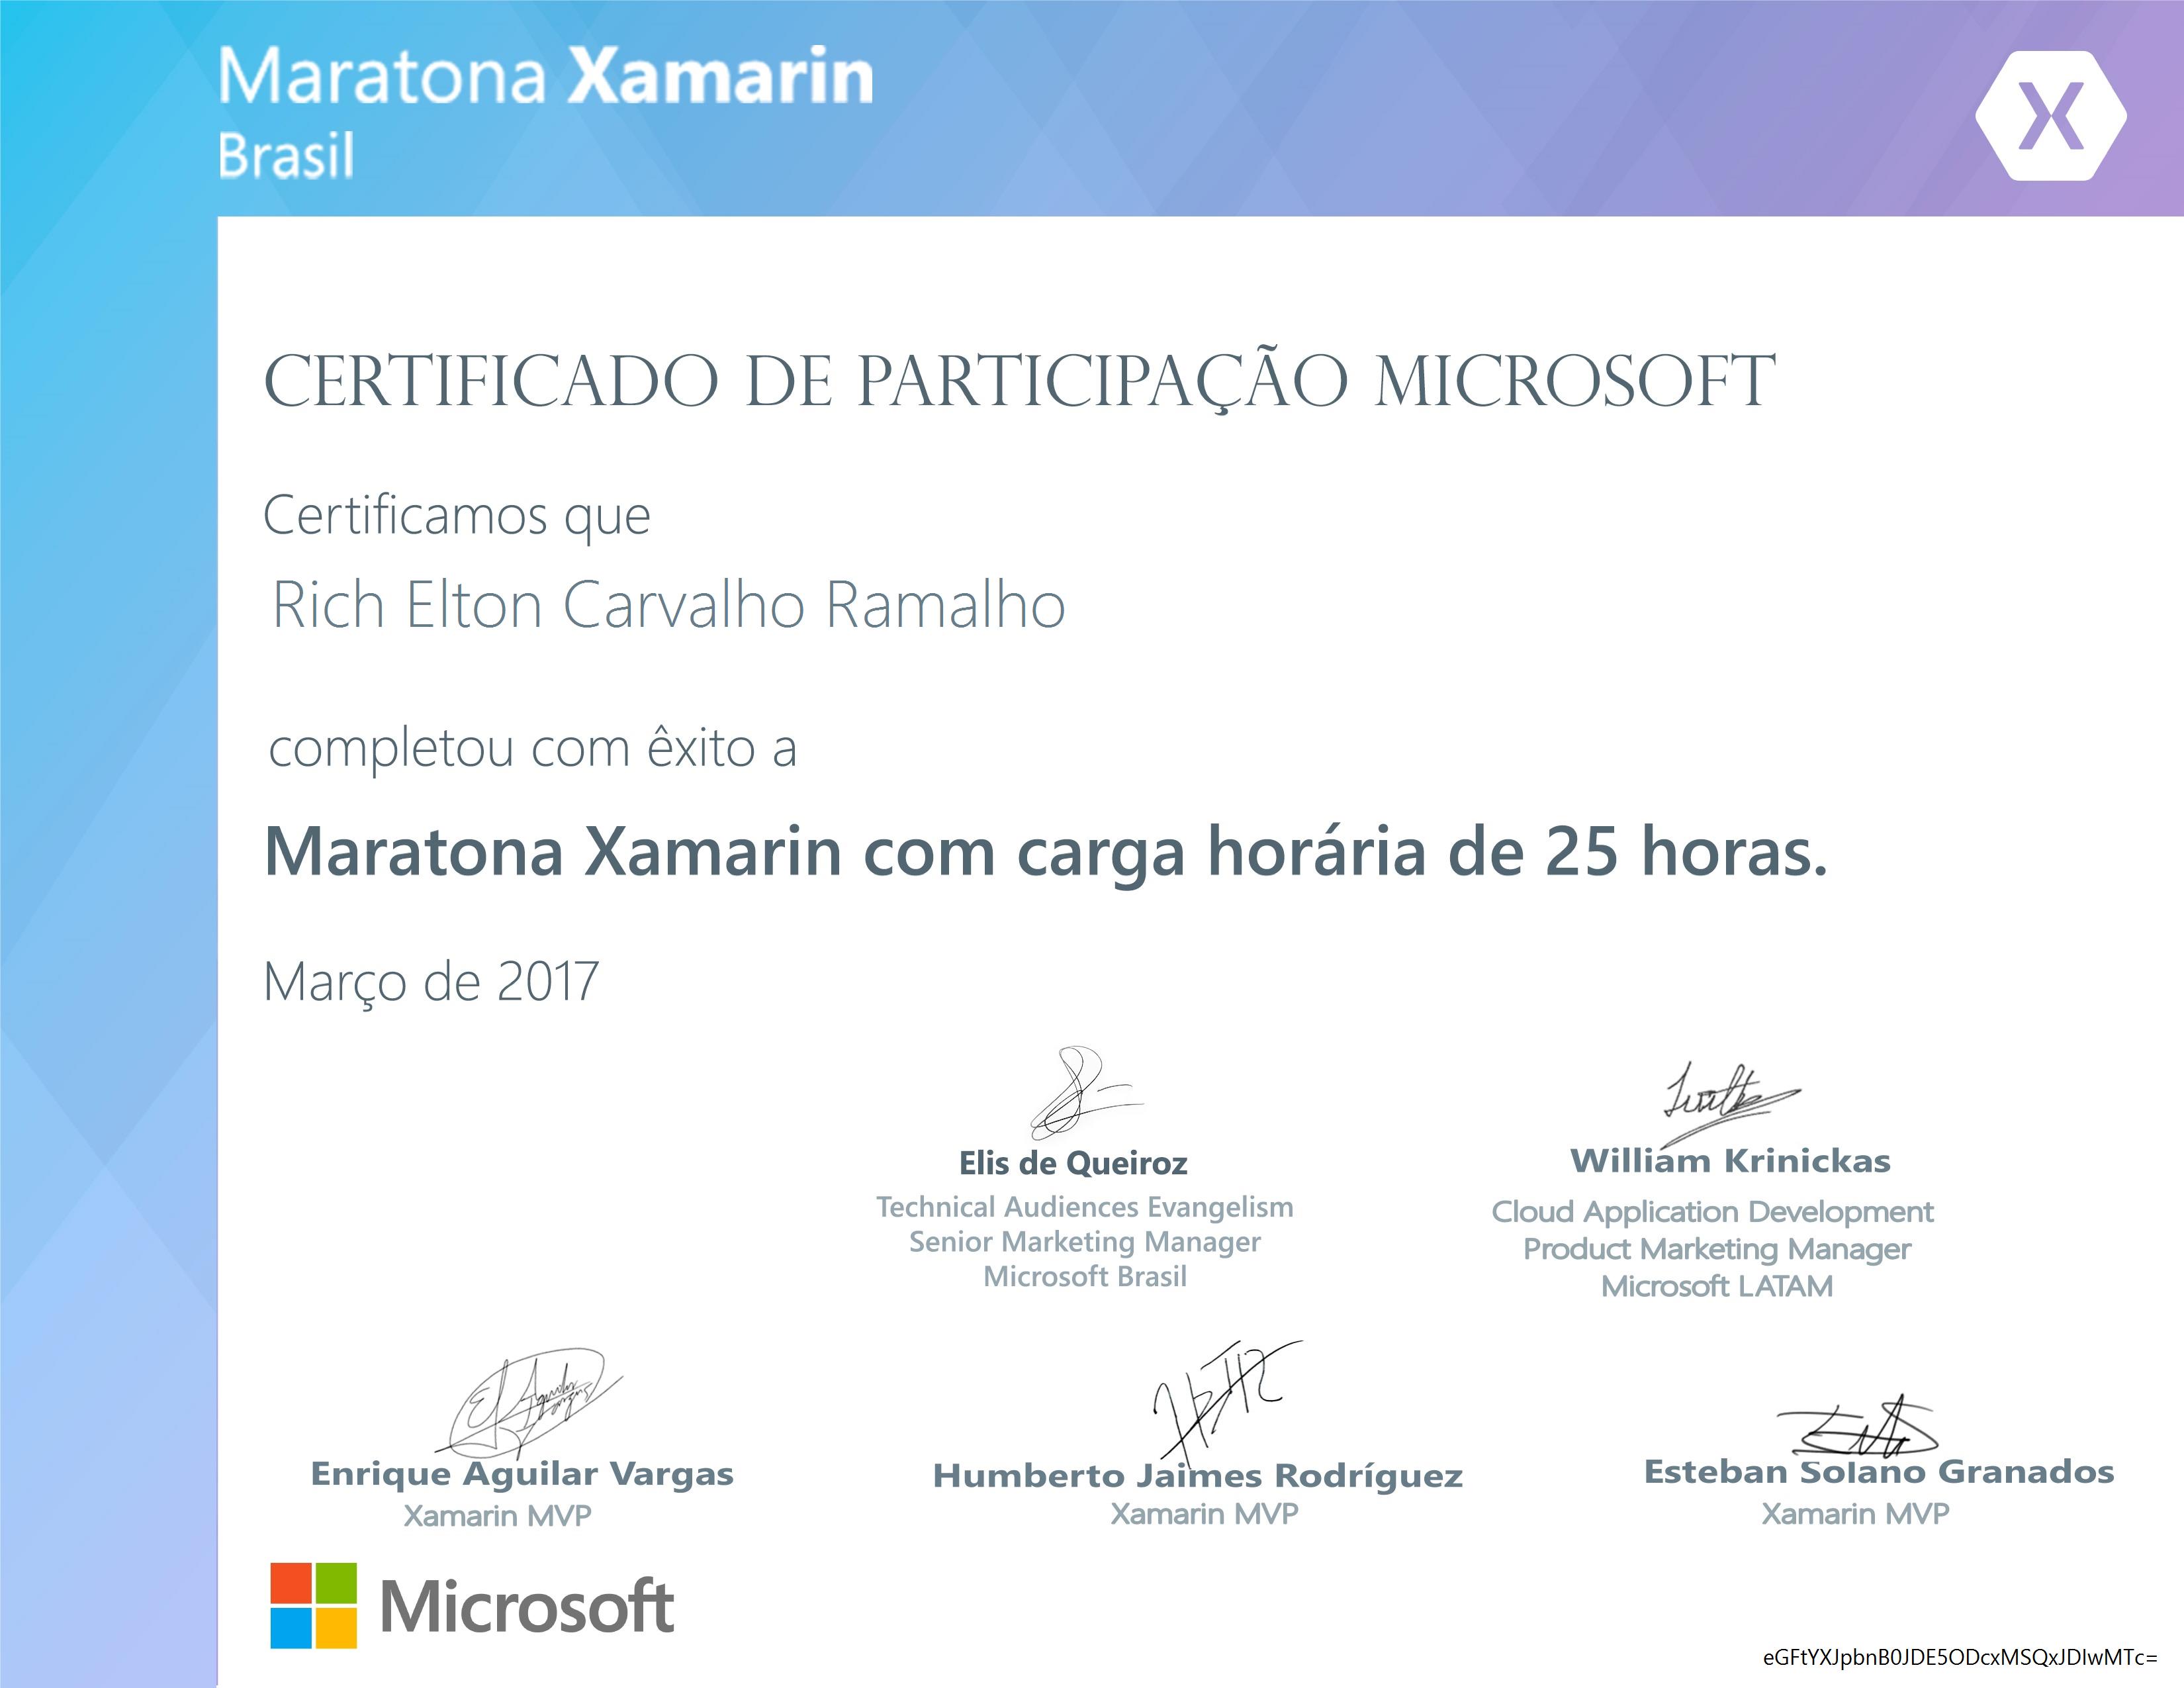 Maratona Xamarin
Brasil
X
CERTIFICADO DE PARTICIPAÇÃO MICROSOFT
Certificamos que
Rich Elton Carvalho Ramalho
completou com êxito a
Maratona Xamarin com carga horária de 25 horas.
Março de 2017
Elis de Queiroz
Technical Audiences Evangelism
Senior Marketing Manager
Microsoft Brasil
William Krinickas
Cloud Application Development
Product Marketing Manager
Microsoft LATAM
Enrique Aguilar Vargas
Xamarin MVP
Humberto Jaimes Rodríguez
Xamarin MVP
Esteban Solano Granados
Xamarin MVP
Microsoft
eGFtYXJpbnB0JDE5ODcxMSQxJDIwMTc=